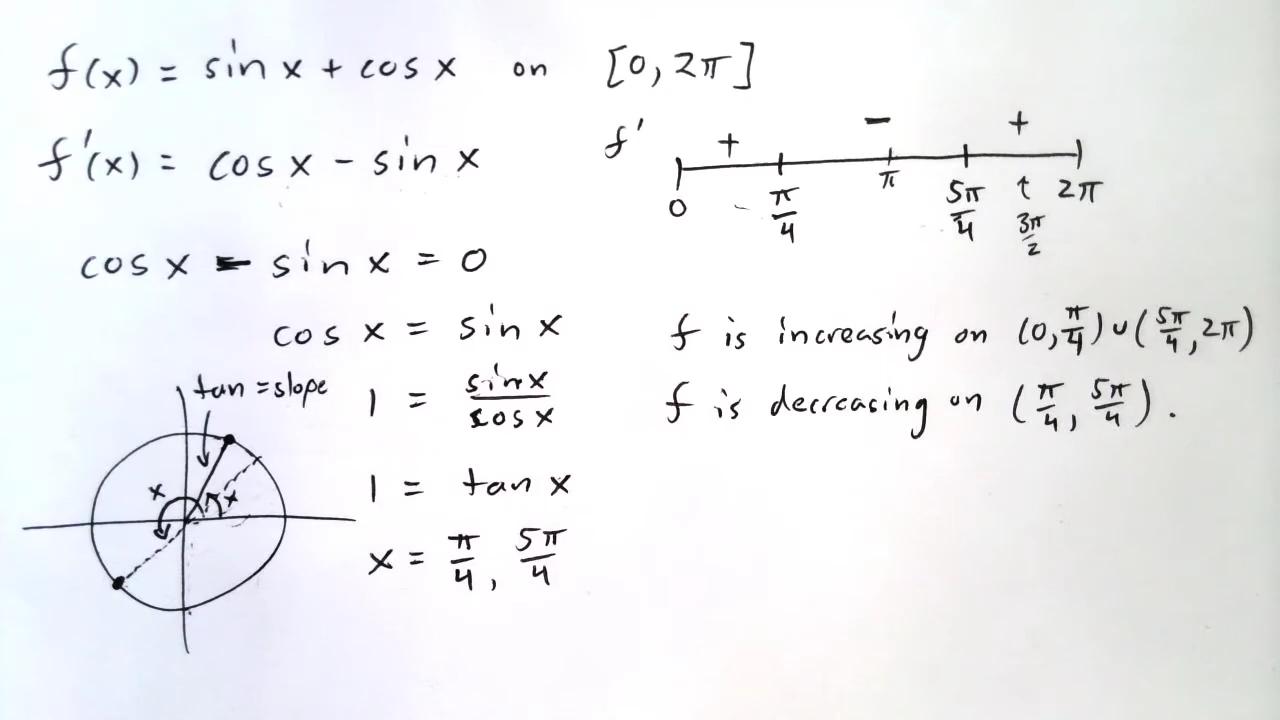 f(x) = sin x + cos x on [0, 2π]
f'(x) = cos x - sin x
cos x - sin x = 0
cos x = sin x
1 = sin x / cos x
1 = tan x
x = π/4, 5π/4
tan = slope
x x
f' + - +
0 π/4 π 5π/4 3π/2 2π
f is increasing on (0, π/4) ∪ (5π/4, 2π)
f is decreasing on (π/4, 5π/4).